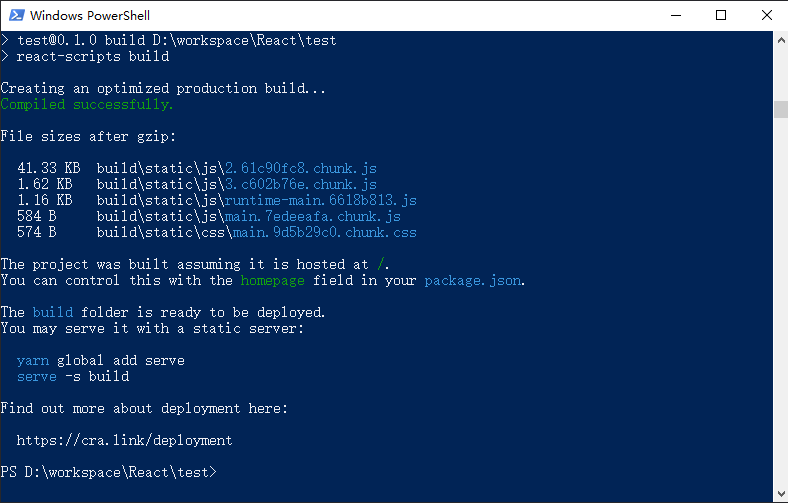 Windows PowerShell
> test@0.1.0 build D:\workspace\React\test
> react-scripts build
Creating an optimized production build...
Compiled successfully.
File sizes after gzip:
41.33 KB  build\static\js\2.61c90fc8.chunk.js
1.62 KB   build\static\js\3.c602b76e.chunk.js
1.16 KB   build\static\js\runtime-main.6618b813.js
584 B     build\static\js\main.7edeeafa.chunk.js
574 B     build\static\css\main.9d5b29c0.chunk.css
The project was built assuming it is hosted at /.
You can control this with the homepage field in your package.json.
The build folder is ready to be deployed.
You may serve it with a static server:
yarn global add serve
serve -s build
Find out more about deployment here:
https://cra.link/deployment
PS D:\workspace\React\test>